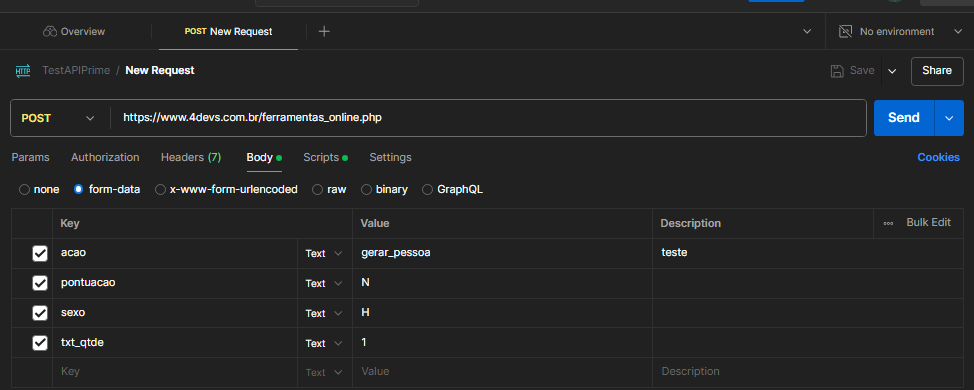 Overview
POST New Request
No environment
HTTP TestAPIPrime / New Request
Save
Share
POST
https://www.4devs.com.br/ferramentas_online.php
Send
Params Authorization Headers (7) Body Scripts Settings Cookies
none form-data x-www-form-urlencoded raw binary GraphQL
Key Value Description Bulk Edit
acao Text gerar_pessoa teste
pontuacao Text N
sexo Text H
txt_qtde Text 1
Key Text Value Description